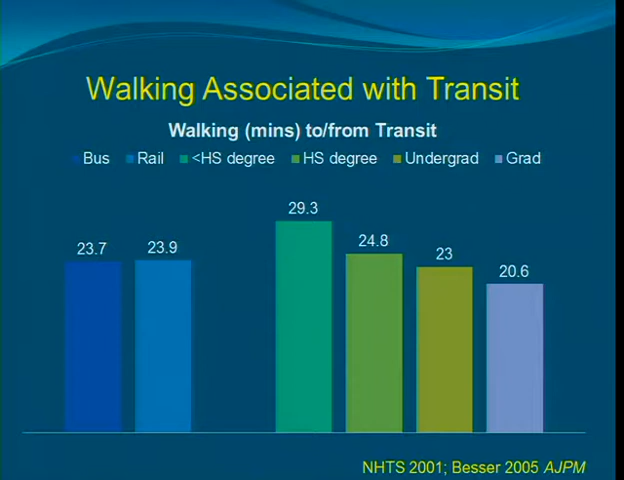 Walking Associated with Transit
Walking (mins) to/from Transit
Bus Rail <HS degree HS degree Undergrad Grad
23.7 23.9 29.3 24.8 23 20.6
NHTS 2001; Besser 2005 AJPM